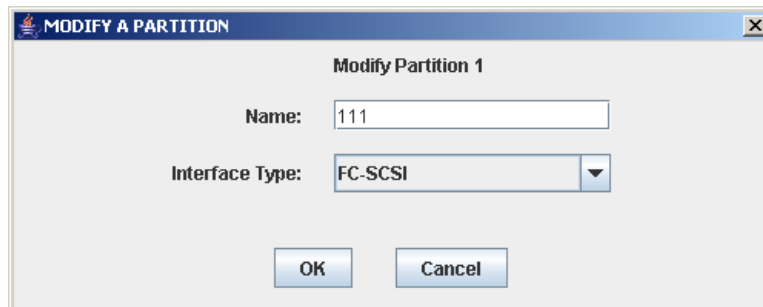 MODIFY A PARTITION
Modify Partition 1
Name: 111
Interface Type: FC-SCSI
OK Cancel